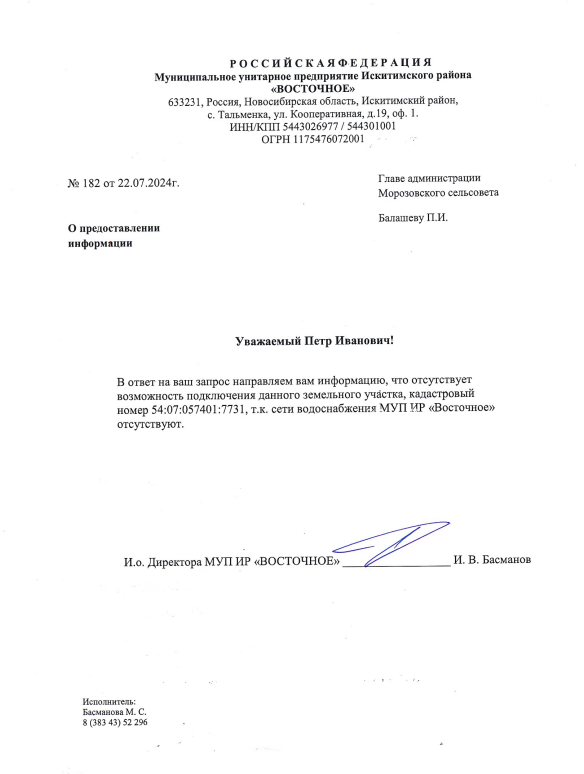 Р О С С И Й С К А Я Ф Е Д Е Р А Ц И Я
Муниципальное унитарное предприятие Искитимского района
«ВОСТОЧНОЕ»
633231, Россия, Новосибирская область, Искитимский район,
с. Тальменка, ул. Кооперативная, д.19, оф. 1.
ИНН/КПП 5443026977 / 544301001
ОГРН 1175476072001
№ 182 от 22.07.2024г.
Главе администрации
Морозовского сельсовета
Балашеву П.И.
О предоставлении
информации
Уважаемый Петр Иванович!
В ответ на ваш запрос направляем вам информацию, что отсутствует
возможность подключения данного земельного участка, кадастровый
номер 54:07:057401:7731, т.к. сети водоснабжения МУП ИР «Восточное»
отсутствуют.
И.о. Директора МУП ИР «ВОСТОЧНОЕ» ___________________ И. В. Басманов
Исполнитель:
Басманова М. С.
8 (383 43) 52 296